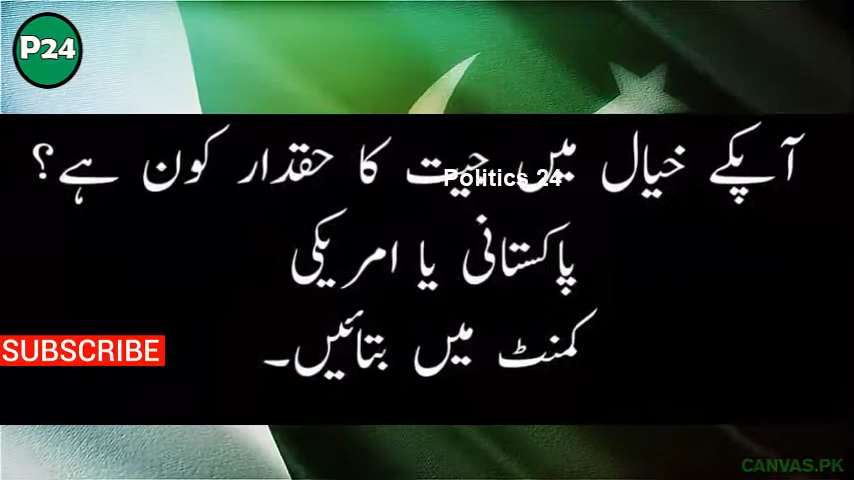 P24
آپکے خیال میں جیت کا حقدار کون ہے؟
Politics 24
پاکستانی یا امریکی
کمنٹ میں بتائیں۔
SUBSCRIBE
CANVAS.PK